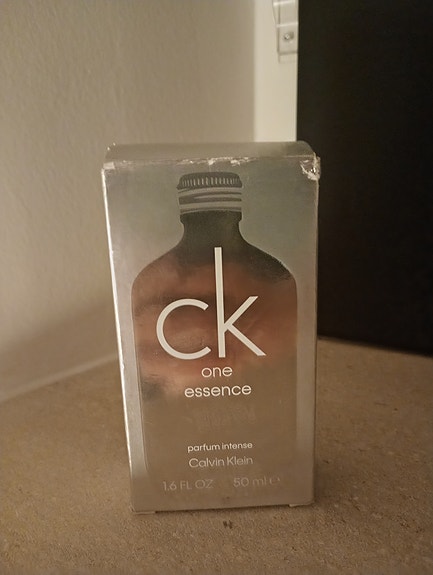 ck
one
essence
parfum intense
Calvin Klein
1.6 FL OZ 50 ml ℮